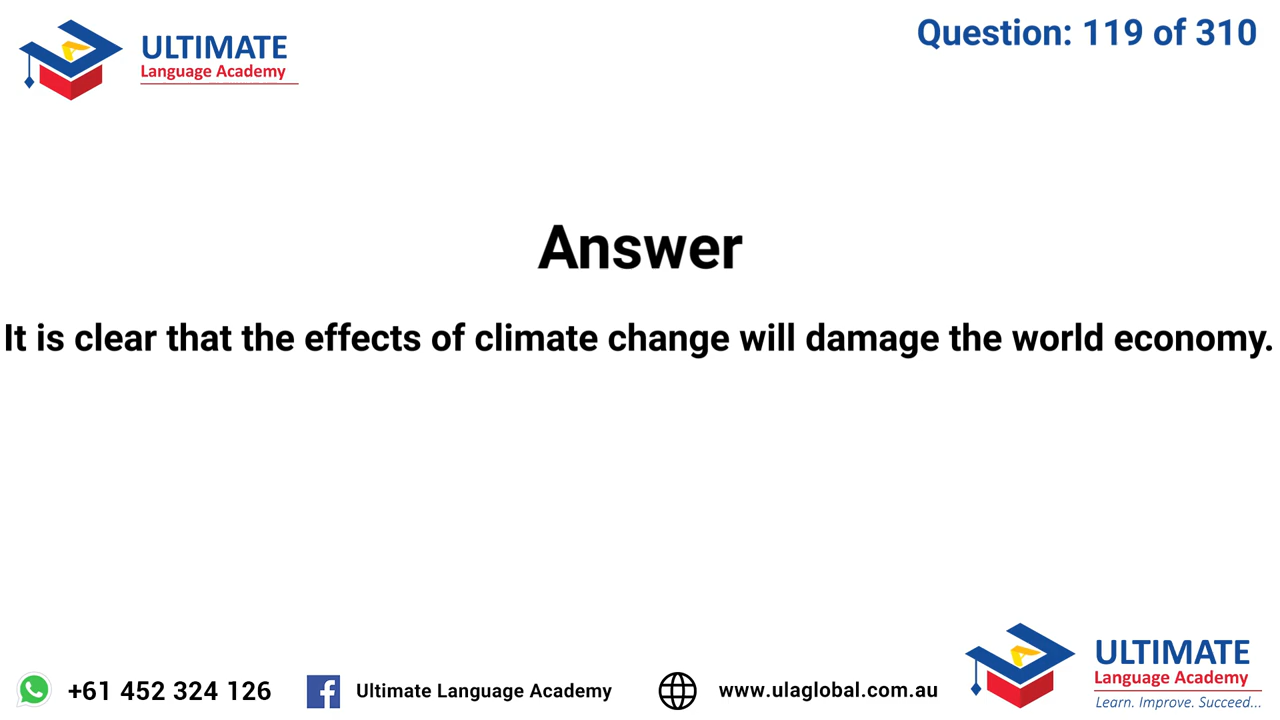 ULTIMATE
Language Academy
Question: 119 of 310
Answer
It is clear that the effects of climate change will damage the world economy.
+61 452 324 126
Ultimate Language Academy
www.ulaglobal.com.au
ULTIMATE
Language Academy
Learn. Improve. Succeed...